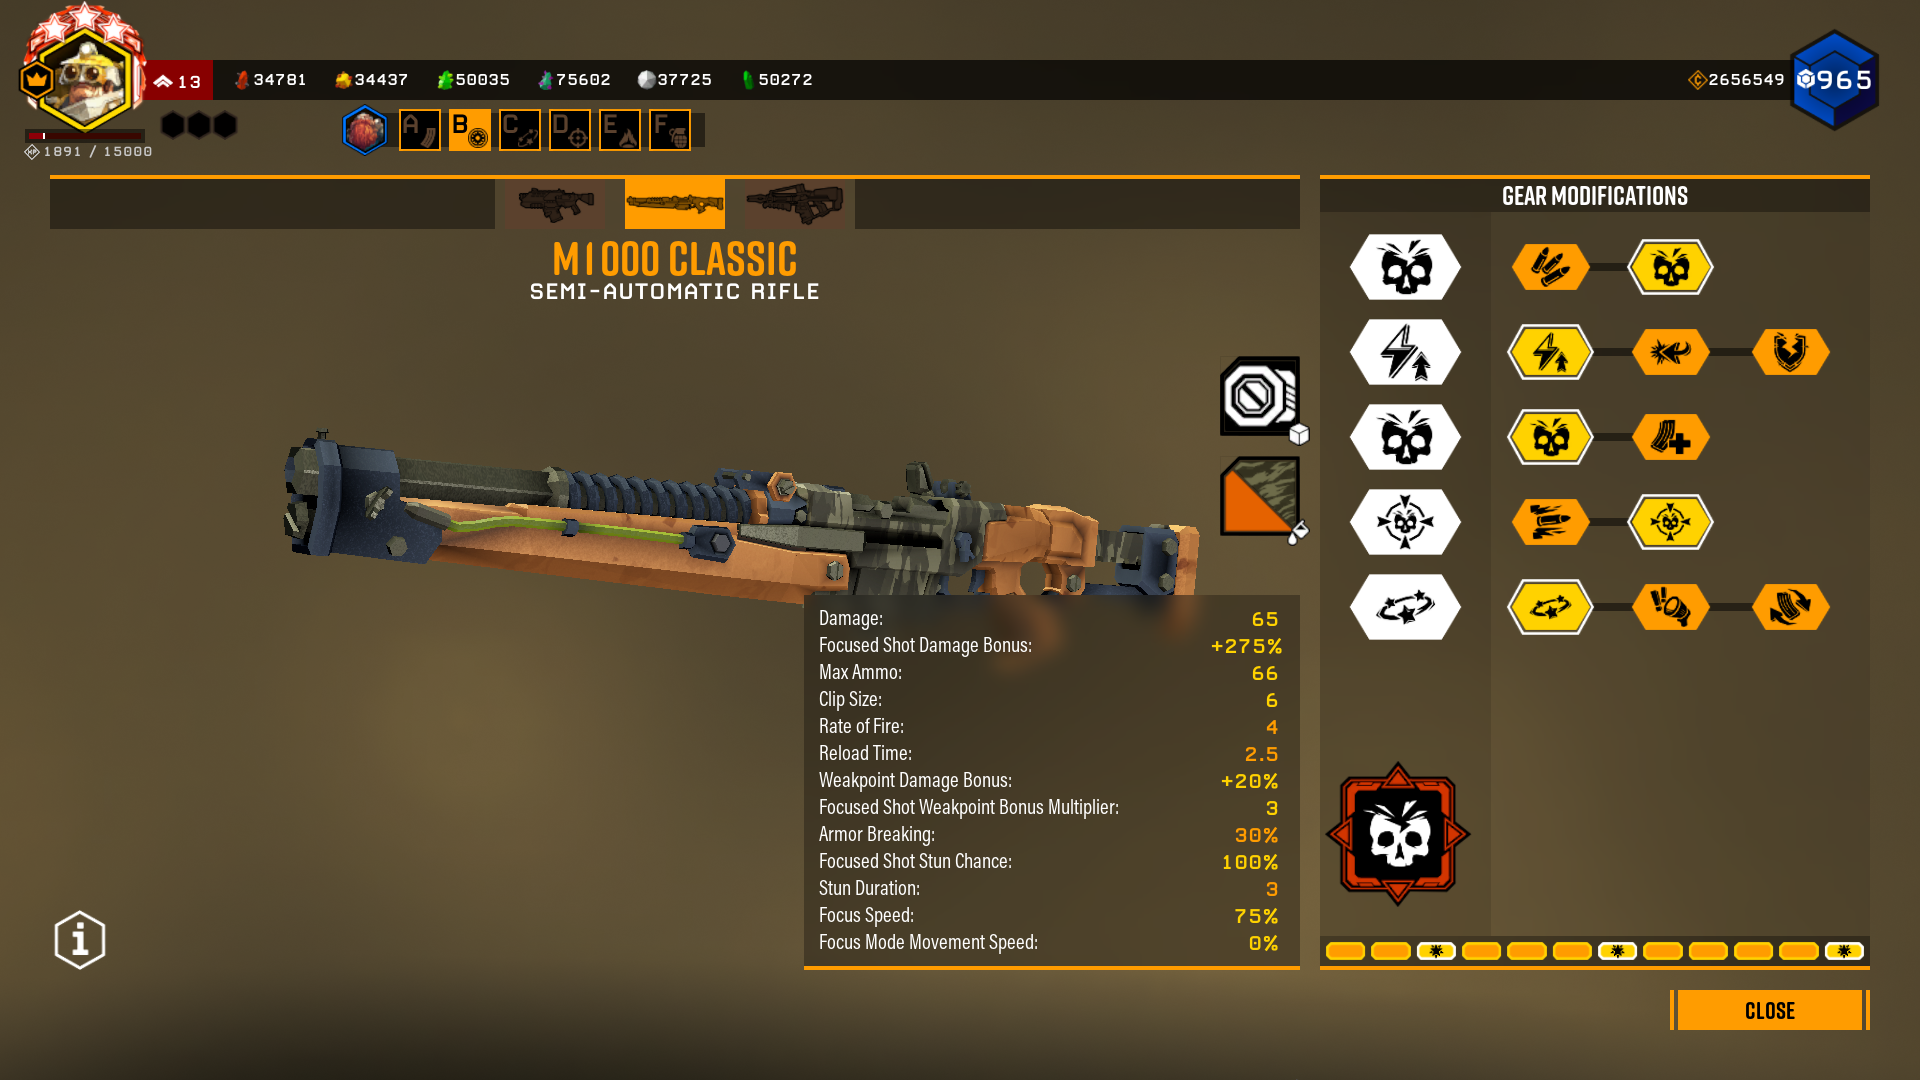 13
34781
34437
50035
75602
37725
50272
2656549
965
1891 / 15000
A
B
C
D
E
F
M1000 CLASSIC
SEMI-AUTOMATIC RIFLE
GEAR MODIFICATIONS
Damage: 65
Focused Shot Damage Bonus: +275%
Max Ammo: 66
Clip Size: 6
Rate of Fire: 4
Reload Time: 2.5
Weakpoint Damage Bonus: +20%
Focused Shot Weakpoint Bonus Multiplier: 3
Armor Breaking: 30%
Focused Shot Stun Chance: 100%
Stun Duration: 3
Focus Speed: 75%
Focus Mode Movement Speed: 0%
CLOSE